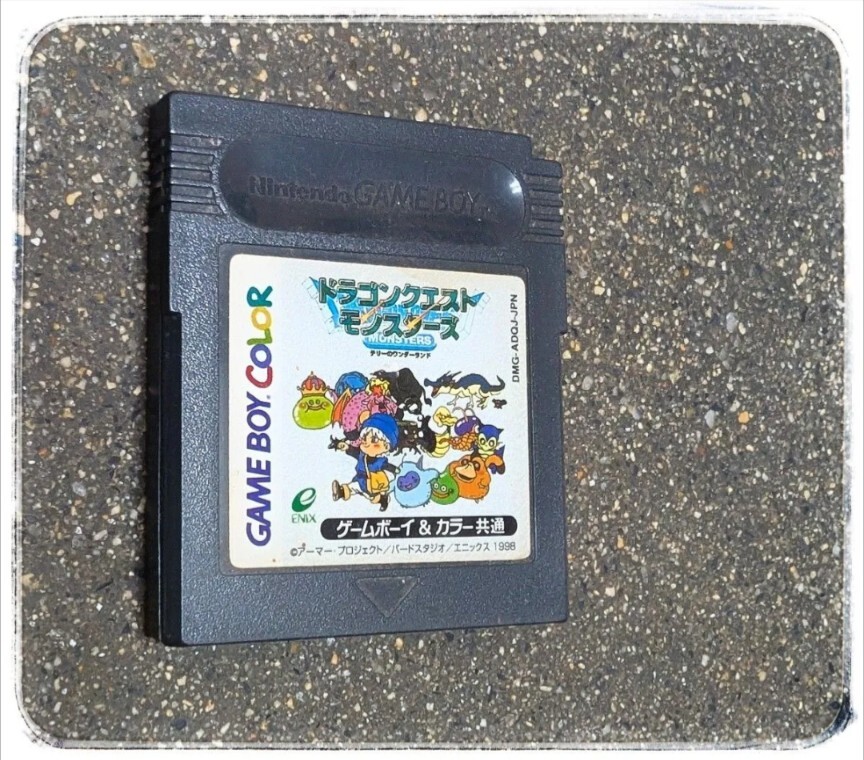 Nintendo GAME BOY
GAME BOY COLOR
ドラゴンクエスト
モンスターズ
MONSTERS
テリーのワンダーランド
DMG-ADQJ-JPN
ENIX
ゲームボーイ & カラー共通
©アーマープロジェクト/バードスタジオ/エニックス 1998